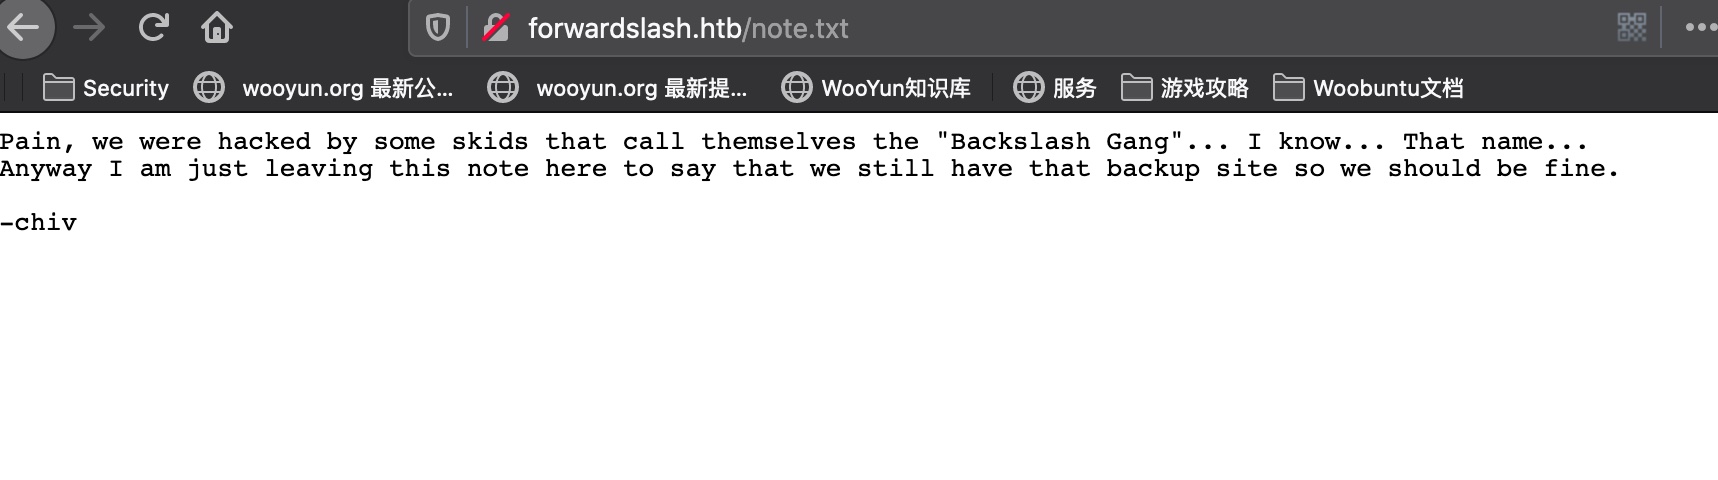 forwardslash.htb/note.txt
Security wooyun.org 最新公... wooyun.org 最新提... WooYun知识库 服务 游戏攻略 Woobuntu文档
Pain, we were hacked by some skids that call themselves the "Backslash Gang"... I know... That name...
Anyway I am just leaving this note here to say that we still have that backup site so we should be fine.
-chiv